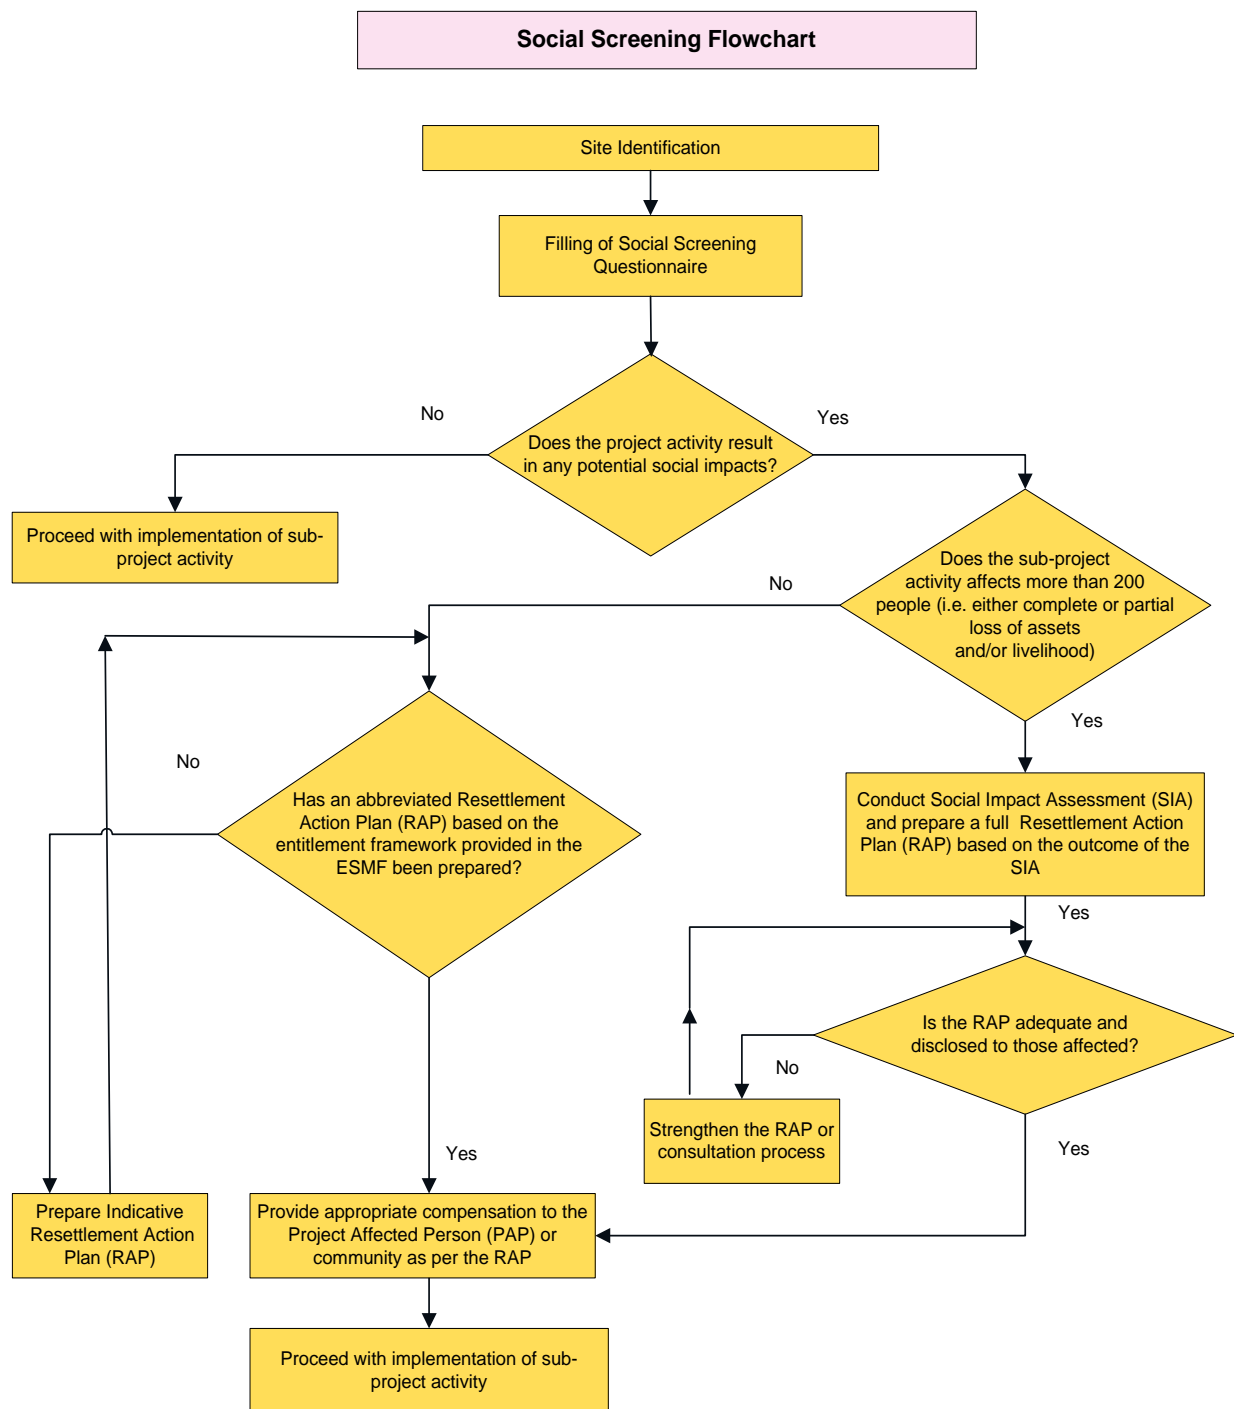 Social Screening Flowchart
Site Identification
Filling of Social Screening
Questionnaire
No
Yes
Does the project activity result
in any potential social impacts?
Proceed with implementation of sub-
project activity
No
Does the sub-project
activity affects more than 200
people (i.e. either complete or partial
loss of assets
and/or livelihood)
Yes
No
Has an abbreviated Resettlement
Action Plan (RAP) based on the
entitlement framework provided in the
ESMF been prepared?
Conduct Social Impact Assessment (SIA)
and prepare a full Resettlement Action
Plan (RAP) based on the outcome of the
SIA
Yes
Is the RAP adequate and
disclosed to those affected?
No
Strengthen the RAP or
consultation process
Yes
Yes
Prepare Indicative
Resettlement Action
Plan (RAP)
Provide appropriate compensation to the
Project Affected Person (PAP) or
community as per the RAP
Proceed with implementation of sub-
project activity